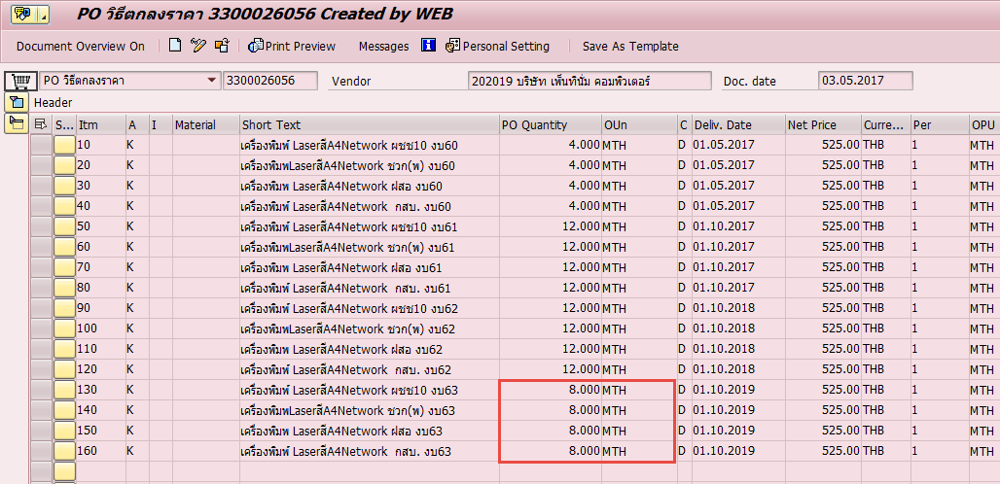 PO วิธีตกลงราคา 3300026056 Created by WEB
Document Overview On Print Preview Messages Personal Setting Save As Template
PO วิธีตกลงราคา 3300026056 Vendor 202019 บริษัท เพ็นทินั่ม คอมพิวเตอร์ Doc. date 03.05.2017
Header
S... Itm A I Material Short Text PO Quantity OUn C Deliv. Date Net Price Curre... Per OPU
10 K เครื่องพิมพ์ LaserสีA4Network ผชช10 งบ60 4.000 MTH D 01.05.2017 525.00 THB 1 MTH
20 K เครื่องพิมพLaserสีA4Network ชวก(พ) งบ60 4.000 MTH D 01.05.2017 525.00 THB 1 MTH
30 K เครื่องพิมพ์ LaserสีA4Network ฝสอ งบ60 4.000 MTH D 01.05.2017 525.00 THB 1 MTH
40 K เครื่องพิมพ์ LaserสีA4Network กสบ. งบ60 4.000 MTH D 01.05.2017 525.00 THB 1 MTH
50 K เครื่องพิมพ์ LaserสีA4Network ผชช10 งบ61 12.000 MTH D 01.10.2017 525.00 THB 1 MTH
60 K เครื่องพิมพLaserสีA4Network ชวก(พ) งบ61 12.000 MTH D 01.10.2017 525.00 THB 1 MTH
70 K เครื่องพิมพ์ LaserสีA4Network ฝสอ งบ61 12.000 MTH D 01.10.2017 525.00 THB 1 MTH
80 K เครื่องพิมพ์ LaserสีA4Network กสบ. งบ61 12.000 MTH D 01.10.2017 525.00 THB 1 MTH
90 K เครื่องพิมพ์ LaserสีA4Network ผชช10 งบ62 12.000 MTH D 01.10.2018 525.00 THB 1 MTH
100 K เครื่องพิมพLaserสีA4Network ชวก(พ) งบ62 12.000 MTH D 01.10.2018 525.00 THB 1 MTH
110 K เครื่องพิมพ์ LaserสีA4Network ฝสอ งบ62 12.000 MTH D 01.10.2018 525.00 THB 1 MTH
120 K เครื่องพิมพ์ LaserสีA4Network กสบ. งบ62 12.000 MTH D 01.10.2018 525.00 THB 1 MTH
130 K เครื่องพิมพ์ LaserสีA4Network ผชช10 งบ63 8.000 MTH D 01.10.2019 525.00 THB 1 MTH
140 K เครื่องพิมพLaserสีA4Network ชวก(พ) งบ63 8.000 MTH D 01.10.2019 525.00 THB 1 MTH
150 K เครื่องพิมพ์ LaserสีA4Network ฝสอ งบ63 8.000 MTH D 01.10.2019 525.00 THB 1 MTH
160 K เครื่องพิมพ์ LaserสีA4Network กสบ. งบ63 8.000 MTH D 01.10.2019 525.00 THB 1 MTH